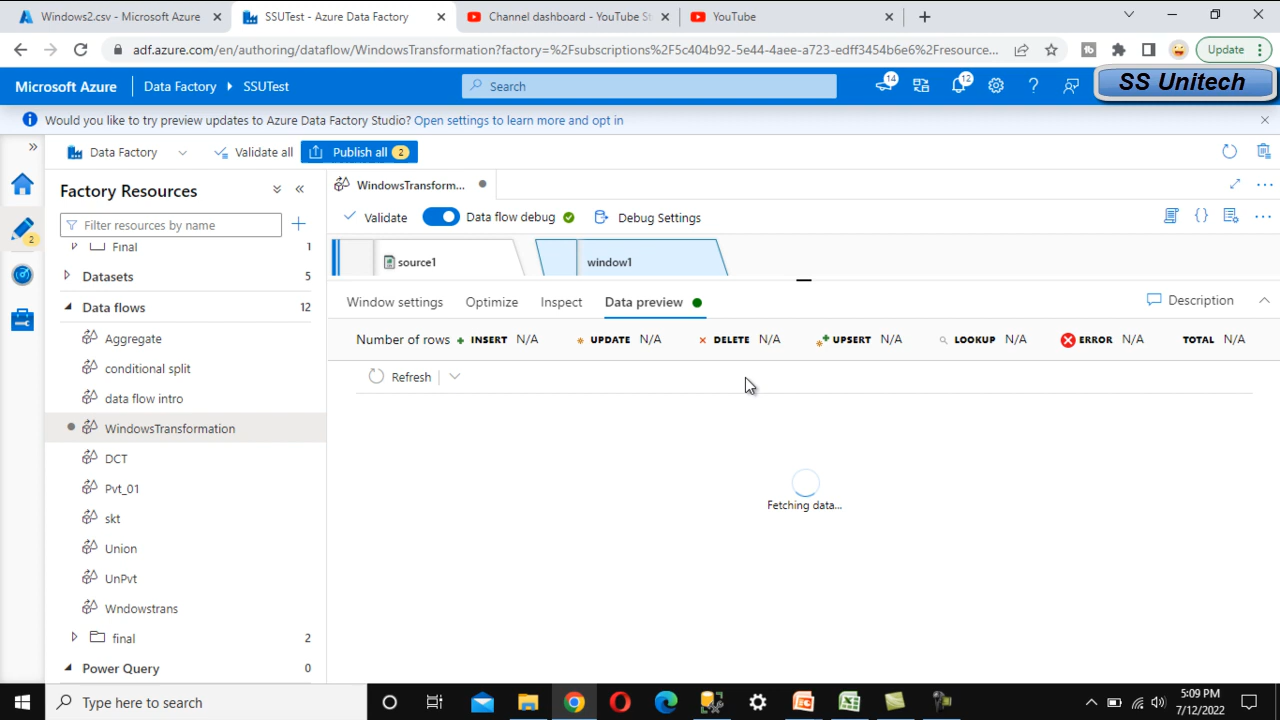 Windows2.csv - Microsoft Azure
SSUTest - Azure Data Factory
Channel dashboard - YouTube St
YouTube
adf.azure.com/en/authoring/dataflow/WindowsTransformation?factory=%2Fsubscriptions%2F5c404b92-5e44-4aee-a723-edff3454b6e6%2Fresource...
Update
Microsoft Azure
Data Factory
SSUTest
Search
14
12
SS Unitech
Would you like to try preview updates to Azure Data Factory Studio? Open settings to learn more and opt in
Data Factory
Validate all
Publish all 2
Factory Resources
WindowsTransform...
Filter resources by name
Validate
Data flow debug
Debug Settings
2
Final 1
source1
window1
Datasets 5
Data flows 12
Window settings
Optimize
Inspect
Data preview
Description
Aggregate
Number of rows
INSERT N/A
UPDATE N/A
DELETE N/A
UPSERT N/A
LOOKUP N/A
ERROR N/A
TOTAL N/A
conditional split
Refresh
data flow intro
WindowsTransformation
DCT
Pvt_01
Fetching data...
skt
Union
UnPvt
Wndowstrans
final 2
Power Query 0
Type here to search
5:09 PM
7/12/2022